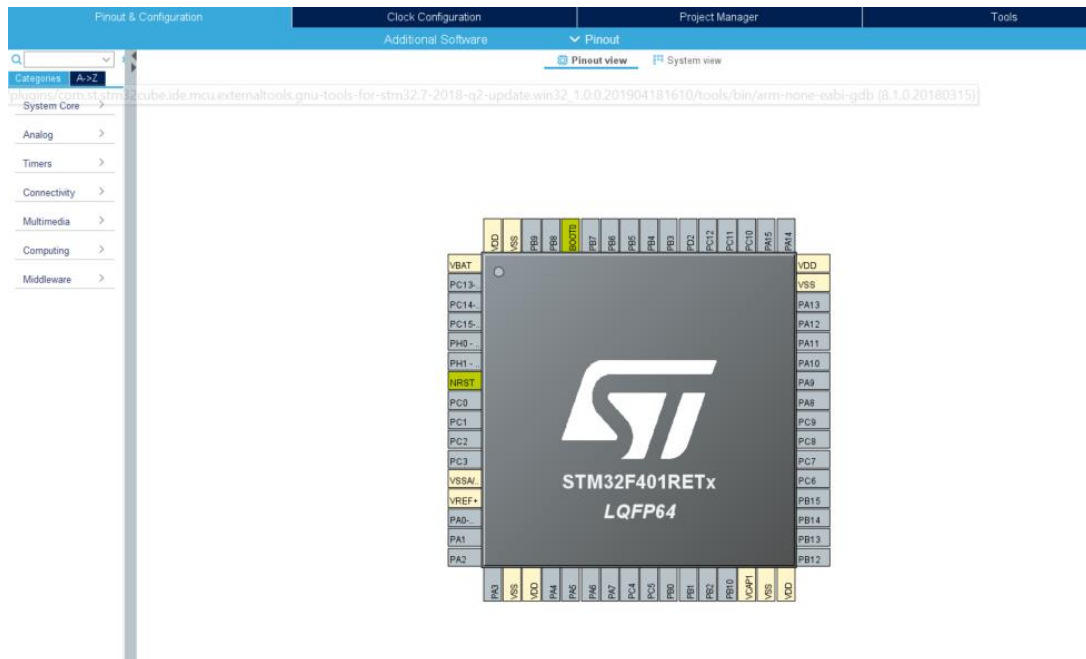 Pinout & Configuration
Clock Configuration
Project Manager
Tools
Additional Software
Pinout
Pinout view
System view
Categories
A->Z
plugins/com.st.stm32cube.ide.mcu.externaltools.gnu-tools-for-stm32.7-2018-q2-update.win32_1.0.0.201904181610/tools/bin/arm-none-eabi-gdb (8.1.0.20180315)]
System Core
Analog
Timers
Connectivity
Multimedia
Computing
Middleware
VDD
VSS
PB9
PB8
BOOT0
PB7
PB6
PB5
PB4
PB3
PD2
PC12
PC11
PC10
PA15
PA14
VBAT
PC13-..
PC14-..
PC15-..
PH0 - ..
PH1 - ..
NRST
PC0
PC1
PC2
PC3
VSSA/..
VREF+
PA0-..
PA1
PA2
VDD
VSS
PA13
PA12
PA11
PA10
PA9
PA8
PC9
PC8
PC7
PC6
PB15
PB14
PB13
PB12
ST
STM32F401RETx
LQFP64
PA3
VSS
VDD
PA4
PA5
PA6
PA7
PC4
PC5
PB0
PB1
PB2
PB10
VCAP1
VSS
VDD